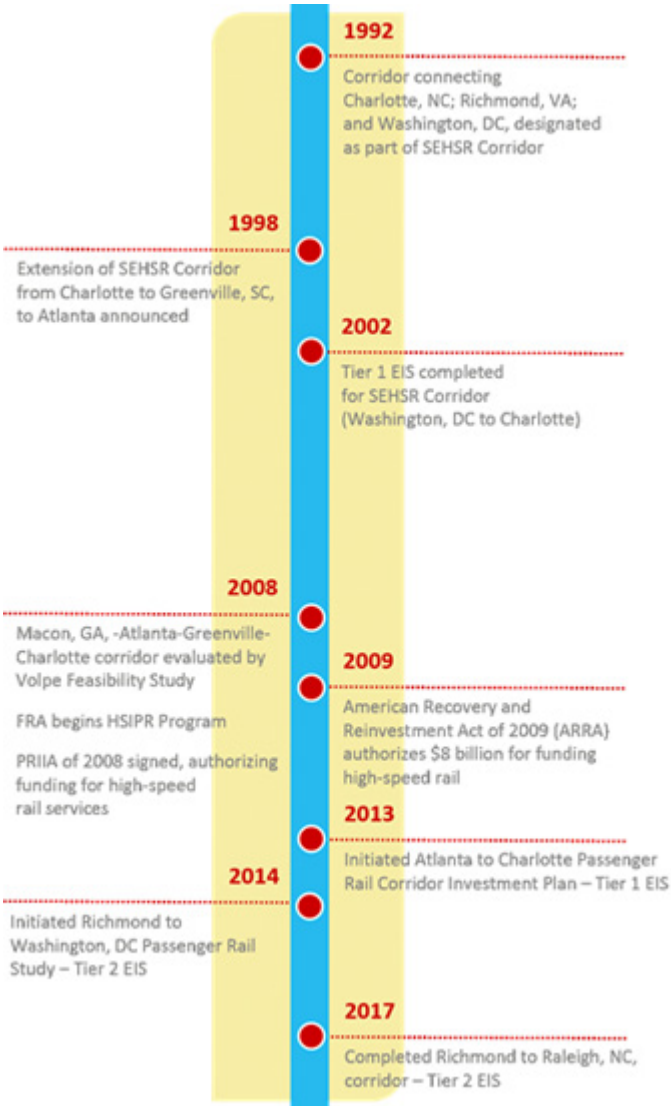 1992
Corridor connecting
Charlotte, NC; Richmond, VA;
and Washington, DC, designated
as part of SEHSR Corridor
1998
Extension of SEHSR Corridor
from Charlotte to Greenville, SC,
to Atlanta announced
2002
Tier 1 EIS completed
for SEHSR Corridor
(Washington, DC to Charlotte)
2008
Macon, GA, -Atlanta-Greenville-
Charlotte corridor evaluated by
Volpe Feasibility Study
FRA begins HSIPR Program
PRIIA of 2008 signed, authorizing
funding for high-speed
rail services
2009
American Recovery and
Reinvestment Act of 2009 (ARRA)
authorizes $8 billion for funding
high-speed rail
2013
Initiated Atlanta to Charlotte Passenger
Rail Corridor Investment Plan – Tier 1 EIS
2014
Initiated Richmond to
Washington, DC Passenger Rail
Study – Tier 2 EIS
2017
Completed Richmond to Raleigh, NC,
corridor – Tier 2 EIS